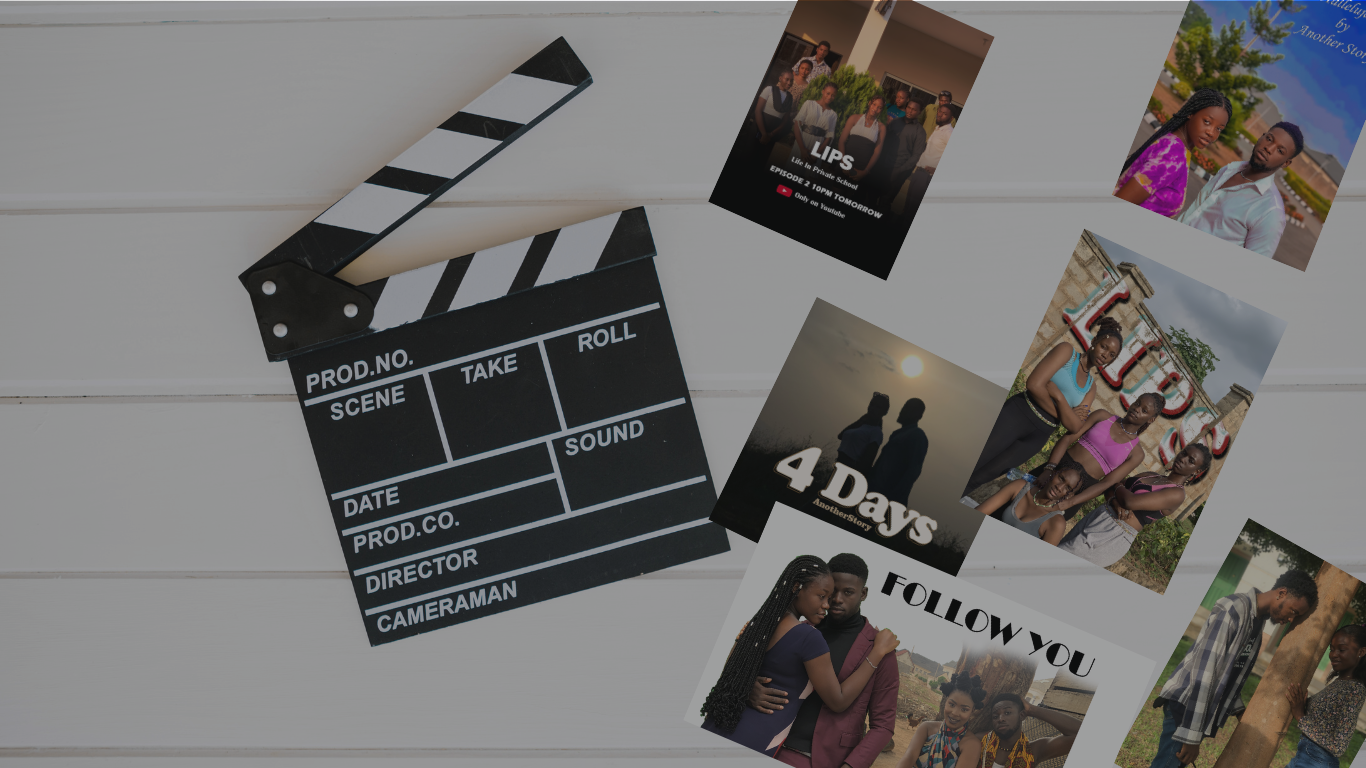 PROD.NO.
SCENE
TAKE
ROLL
SOUND
DATE
PROD.CO.
DIRECTOR
CAMERAMAN
LIPS
Life In Private School
EPISODE 2 10PM TOMORROW
Only on Youtube
by
Another Story
4 Days
AnotherStory
LIPS
FOLLOW YOU